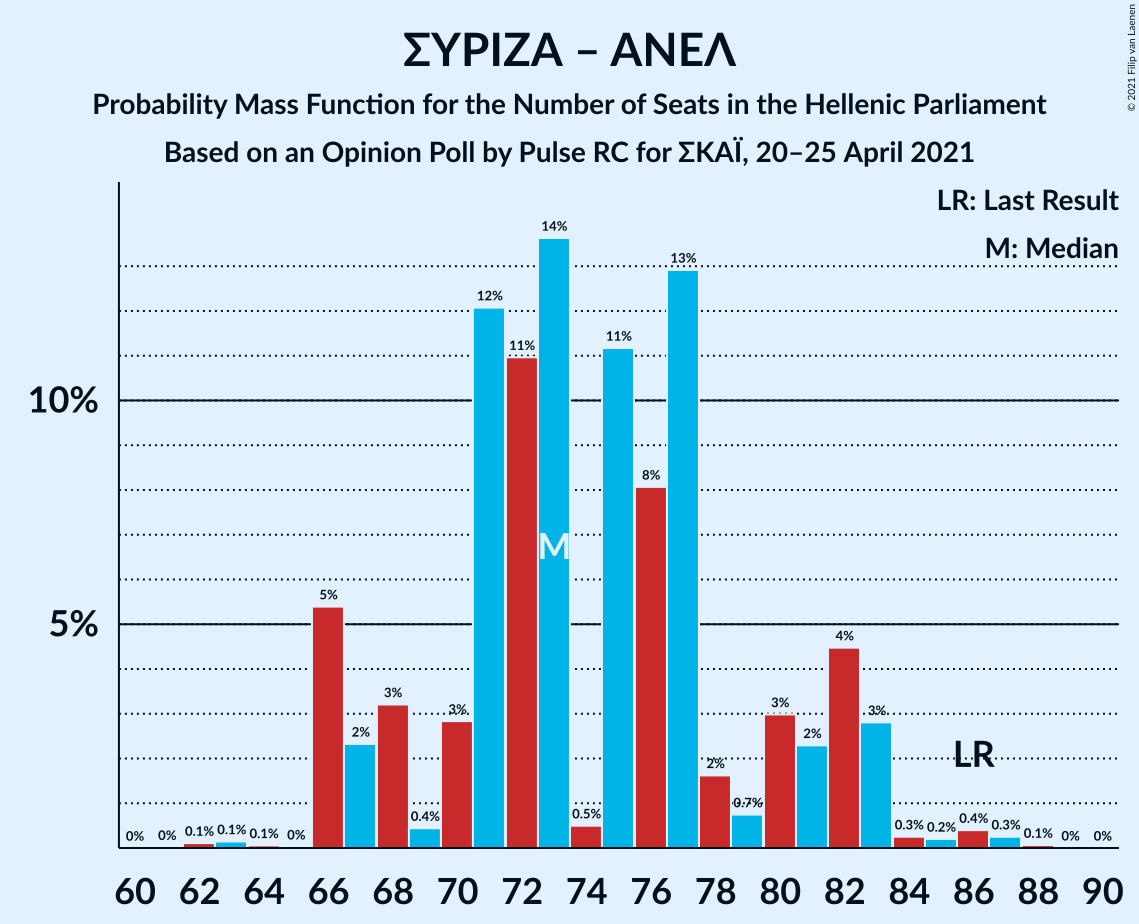 ΣΥΡΙΖΑ – ΑΝΕΛ
Probability Mass Function for the Number of Seats in the Hellenic Parliament
Based on an Opinion Poll by Pulse RC for ΣΚΑΪ, 20–25 April 2021
© 2021 Filip van Laenen
LR: Last Result
M: Median
10%
5%
0% 0% 0.1% 0.1% 0.1% 0% 5% 2% 3% 0.4% 3% 12% 11% 14% 0.5% 11% 8% 13% 2% 0.7% 3% 2% 4% 3% 0.3% 0.2% 0.4% 0.3% 0.1% 0% 0%
M
LR
60 62 64 66 68 70 72 74 76 78 80 82 84 86 88 90